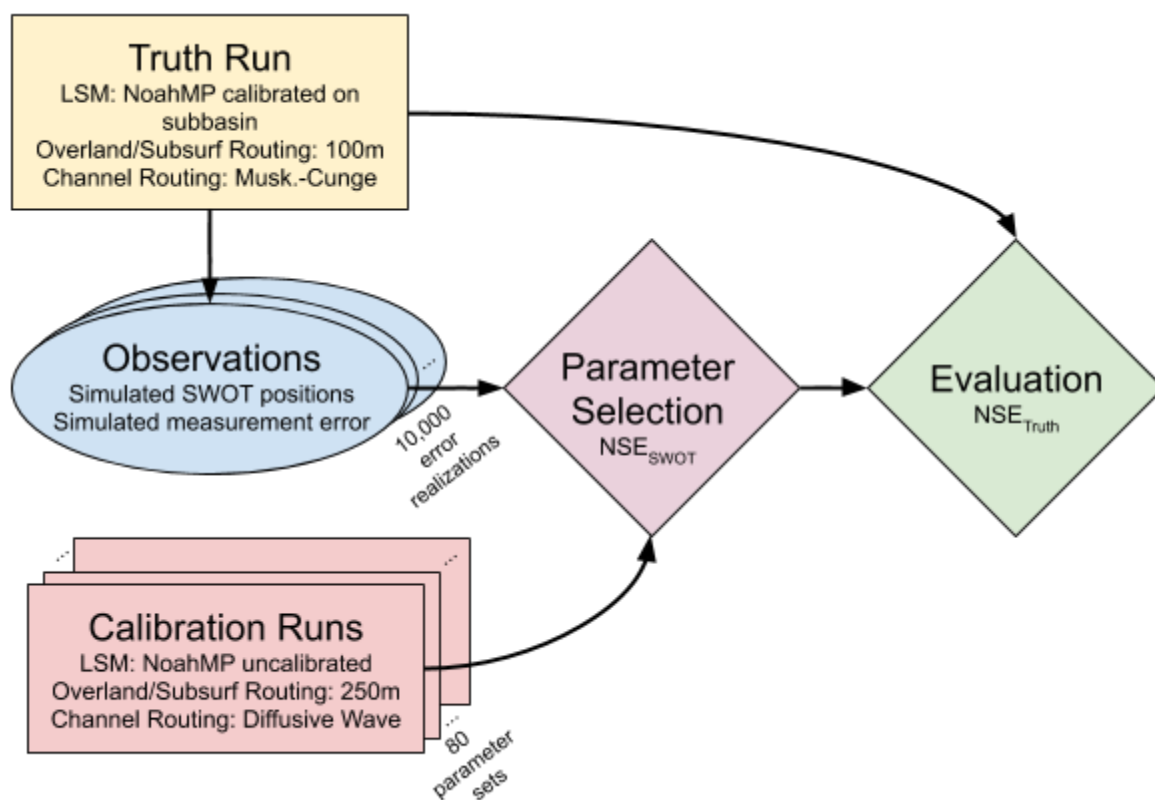 Truth Run
LSM: NoahMP calibrated on
subbasin
Overland/Subsurf Routing: 100m
Channel Routing: Musk.-Cunge
Observations
Simulated SWOT positions
Simulated measurement error
...
10,000
error
realizations
Parameter
Selection
NSE_SWOT
Evaluation
NSE_Truth
...
...
Calibration Runs
LSM: NoahMP uncalibrated
Overland/Subsurf Routing: 250m
Channel Routing: Diffusive Wave
...
80
parameter
sets